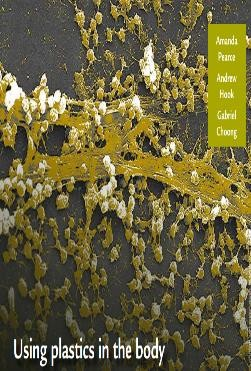 Amanda
Pearce
Andrew
Hook
Gabriel
Choong
Using plastics in the body